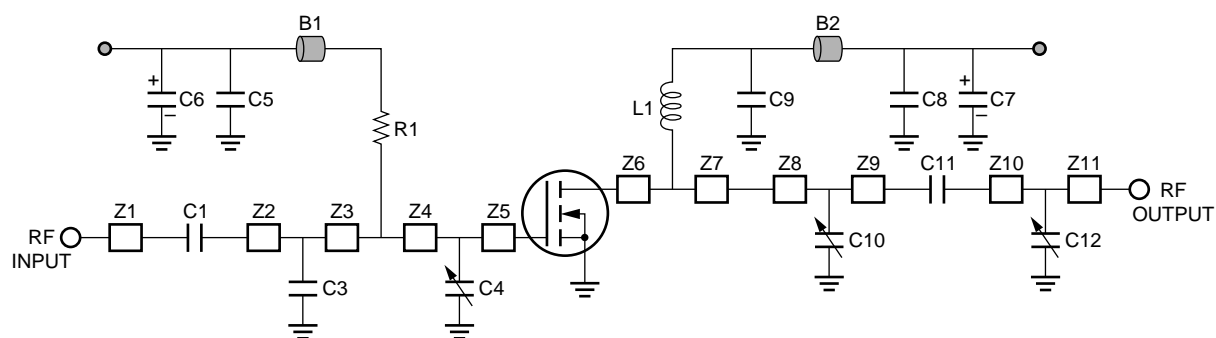 B1
B2
+
C6
–
C5
R1
L1
C9
C8
+
C7
–
Z6
Z7
Z8
Z9
C11
Z10
Z11
RF
OUTPUT
Z1
C1
Z2
Z3
Z4
Z5
RF
INPUT
C10
C12
C3
C4